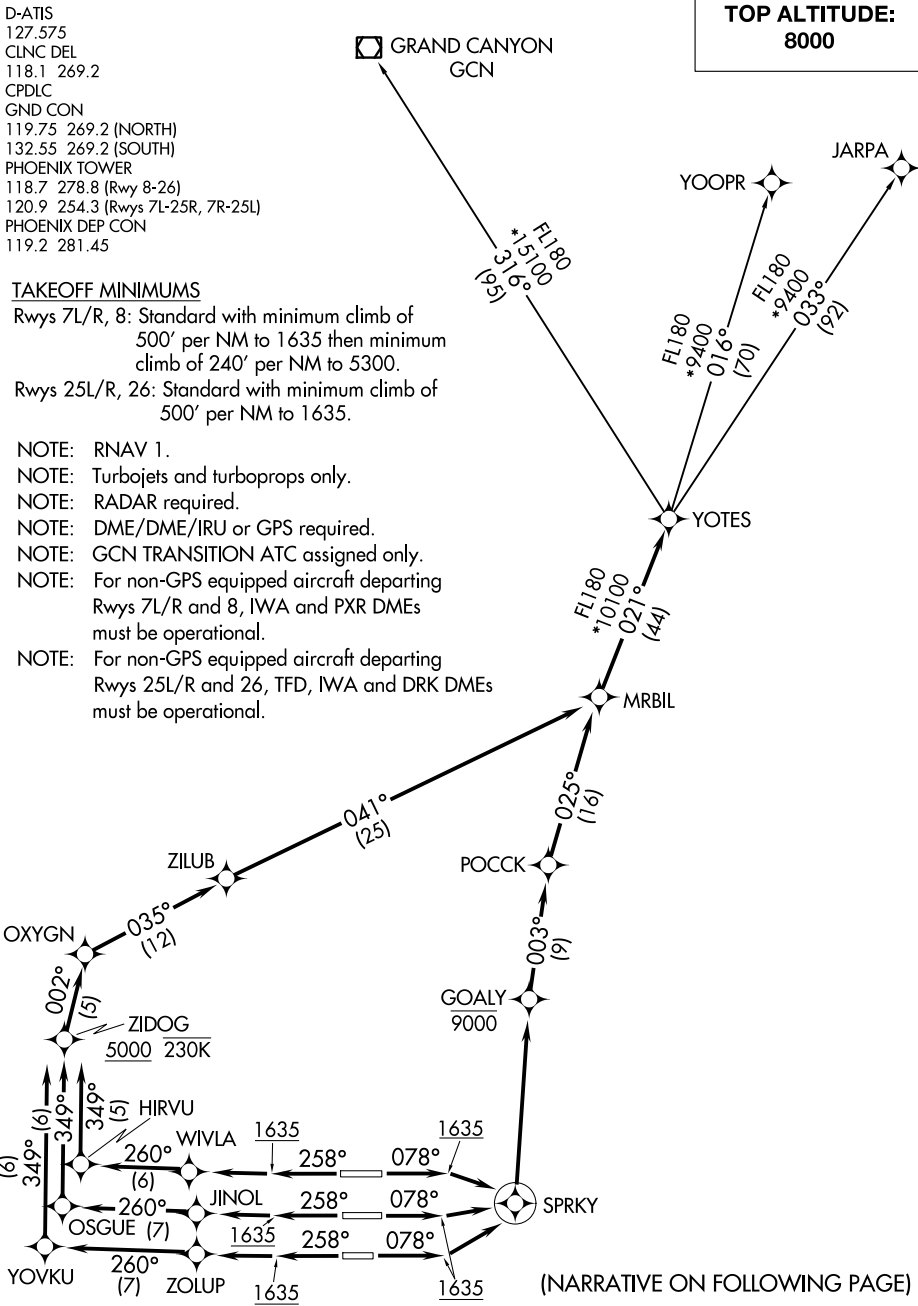 D-ATIS
127.575
CLNC DEL
118.1 269.2
CPDLC
GND CON
119.75 269.2 (NORTH)
132.55 269.2 (SOUTH)
PHOENIX TOWER
118.7 278.8 (Rwy 8-26)
120.9 254.3 (Rwys 7L-25R, 7R-25L)
PHOENIX DEP CON
119.2 281.45
TOP ALTITUDE:
8000
GRAND CANYON
GCN
YOOPR
JARPA
FL180
*15100
316°
(95)
FL180
*9400
016°
(70)
FL180
*9400
033°
(92)
TAKEOFF MINIMUMS
Rwys 7L/R, 8: Standard with minimum climb of
500' per NM to 1635 then minimum
climb of 240' per NM to 5300.
Rwys 25L/R, 26: Standard with minimum climb of
500' per NM to 1635.
NOTE: RNAV 1.
NOTE: Turbojets and turboprops only.
NOTE: RADAR required.
NOTE: DME/DME/IRU or GPS required.
NOTE: GCN TRANSITION ATC assigned only.
NOTE: For non-GPS equipped aircraft departing
Rwys 7L/R and 8, IWA and PXR DMEs
must be operational.
NOTE: For non-GPS equipped aircraft departing
Rwys 25L/R and 26, TFD, IWA and DRK DMEs
must be operational.
YOTES
FL180
*10100
021°
(44)
MRBIL
025°
(16)
041°
(25)
ZILUB
POCCK
035°
(12)
OXYGN
003°
(9)
002°
(5)
GOALY
9000
ZIDOG
5000 230K
349°
(6)
349°
(6)
349°
(5)
HIRVU
WIVLA
1635
1635
260°
(6)
258°
078°
JINOL
260°
(7)
258°
078°
SPRKY
OSGUE
1635
YOVKU
260°
(7)
ZOLUP
258°
078°
1635
1635
(NARRATIVE ON FOLLOWING PAGE)